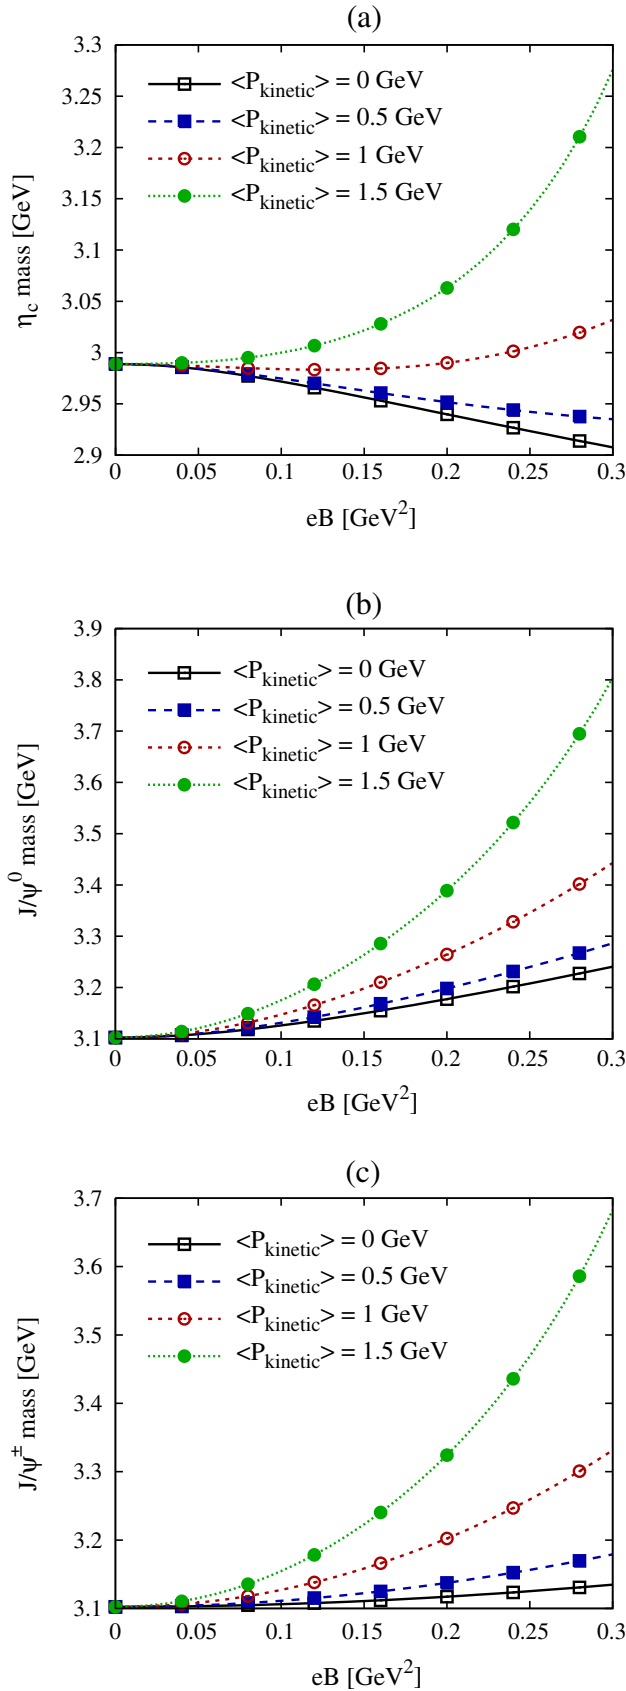 (a)
3.3
3.25
3.2
3.15
3.1
3.05
3
2.95
2.9
η_c mass [GeV]
<P_kinetic> = 0 GeV
<P_kinetic> = 0.5 GeV
<P_kinetic> = 1 GeV
<P_kinetic> = 1.5 GeV
0 0.05 0.1 0.15 0.2 0.25 0.3
eB [GeV^2]
(b)
3.9
3.8
3.7
3.6
3.5
3.4
3.3
3.2
3.1
J/ψ^0 mass [GeV]
<P_kinetic> = 0 GeV
<P_kinetic> = 0.5 GeV
<P_kinetic> = 1 GeV
<P_kinetic> = 1.5 GeV
0 0.05 0.1 0.15 0.2 0.25 0.3
eB [GeV^2]
(c)
3.7
3.6
3.5
3.4
3.3
3.2
3.1
J/ψ^± mass [GeV]
<P_kinetic> = 0 GeV
<P_kinetic> = 0.5 GeV
<P_kinetic> = 1 GeV
<P_kinetic> = 1.5 GeV
0 0.05 0.1 0.15 0.2 0.25 0.3
eB [GeV^2]